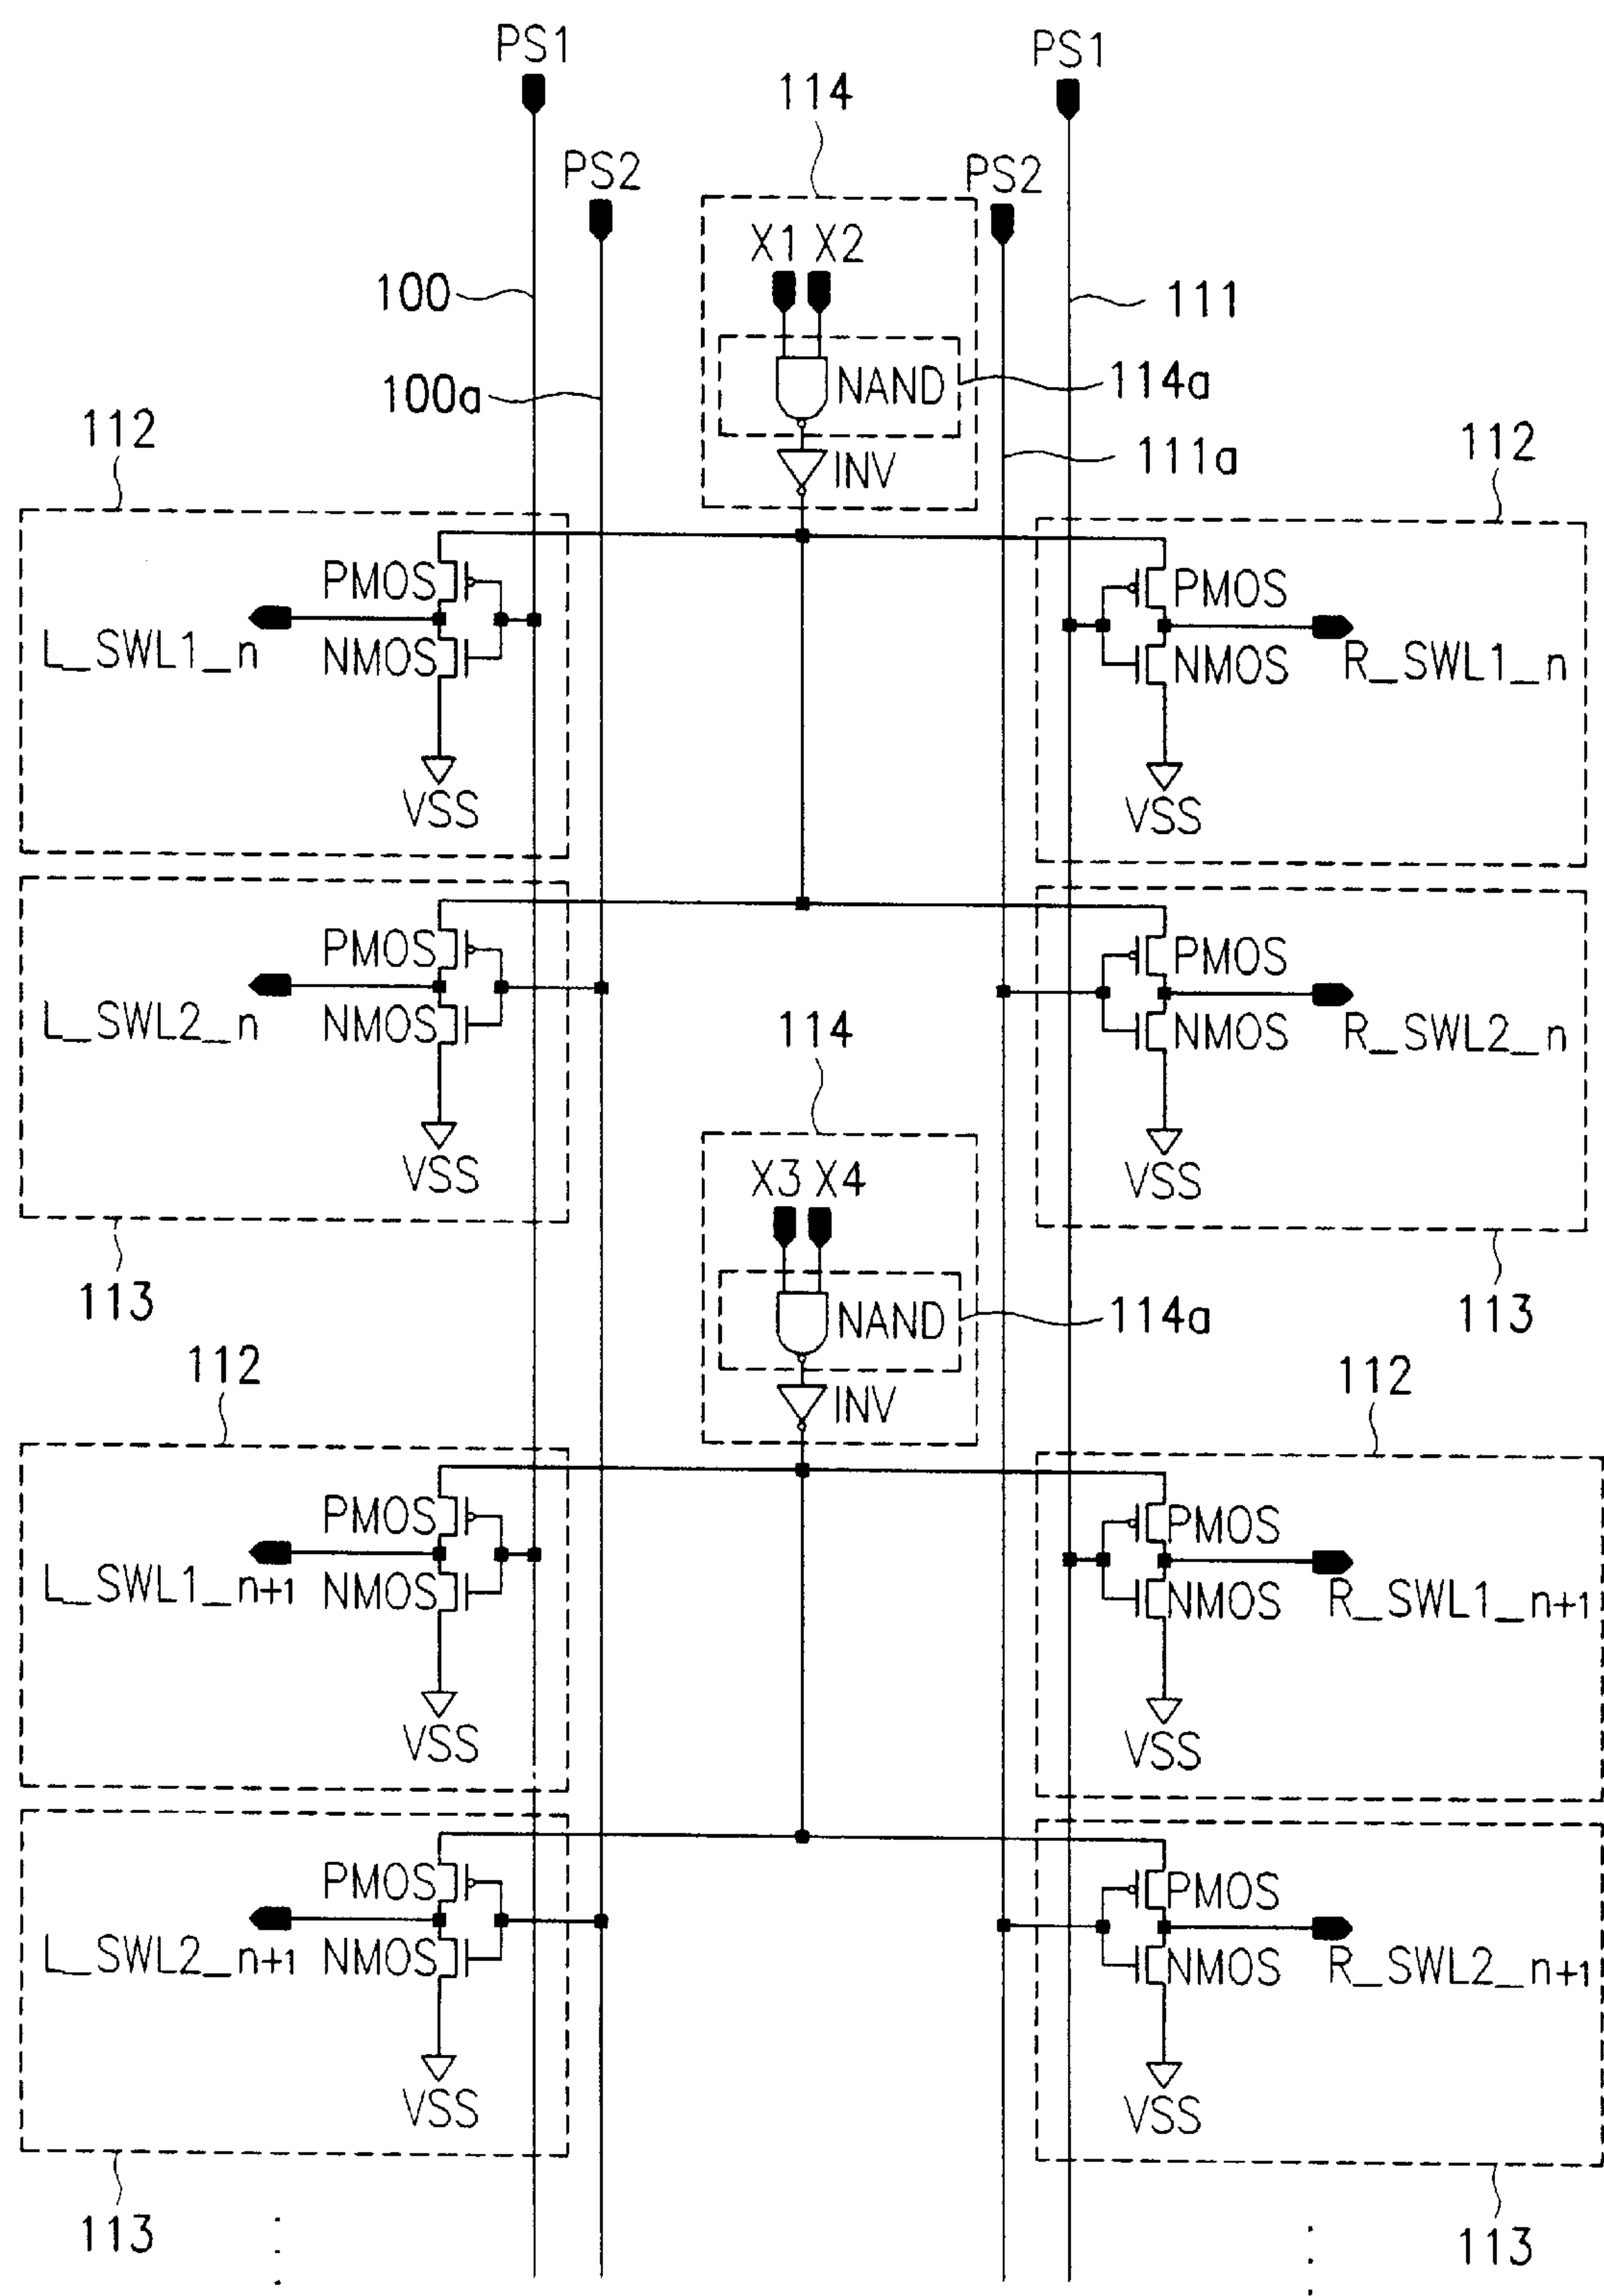 PS1
PS1
114
PS2
PS2
X1 X2
100
111
NAND
114a
100a
112
INV
111a
112
PMOS
PMOS
L_SWL1_n
NMOS
NMOS
R_SWL1_n
VSS
VSS
PMOS
PMOS
L_SWL2_n
NMOS
NMOS
R_SWL2_n
114
VSS
VSS
X3 X4
113
113
NAND
114a
112
112
INV
PMOS
PMOS
L_SWL1_n+1
NMOS
NMOS
R_SWL1_n+1
VSS
VSS
PMOS
PMOS
L_SWL2_n+1
NMOS
NMOS
R_SWL2_n+1
VSS
VSS
113
113